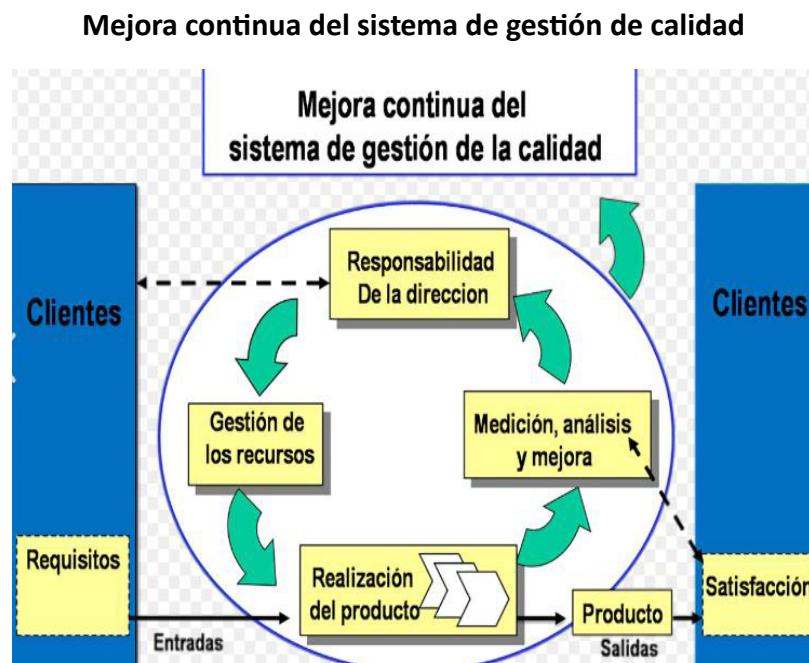 Mejora continua del sistema de gestión de calidad
Mejora continua del
sistema de gestión de la calidad
Responsabilidad
De la direccion
Clientes
Clientes
Gestión de
los recursos
Medición, análisis
y mejora
Requisitos
Realización
del producto
Producto
Satisfacción
Entradas
Salidas